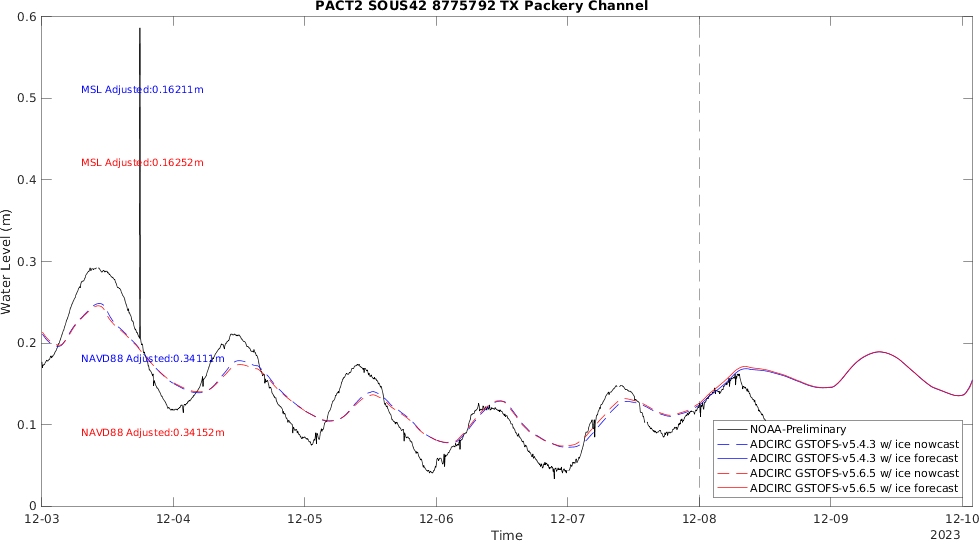 PACT2 SOUS42 8775792 TX Packery Channel
0.6
0.5
0.4
0.3
0.2
0.1
0
Water Level (m)
MSL Adjusted:0.16211m
MSL Adjusted:0.16252m
NAVD88 Adjusted:0.34111m
NAVD88 Adjusted:0.34152m
NOAA-Preliminary
ADCIRC GSTOFS-v5.4.3 w/ ice nowcast
ADCIRC GSTOFS-v5.4.3 w/ ice forecast
ADCIRC GSTOFS-v5.6.5 w/ ice nowcast
ADCIRC GSTOFS-v5.6.5 w/ ice forecast
12-03 12-04 12-05 12-06 12-07 12-08 12-09 12-10
Time
2023